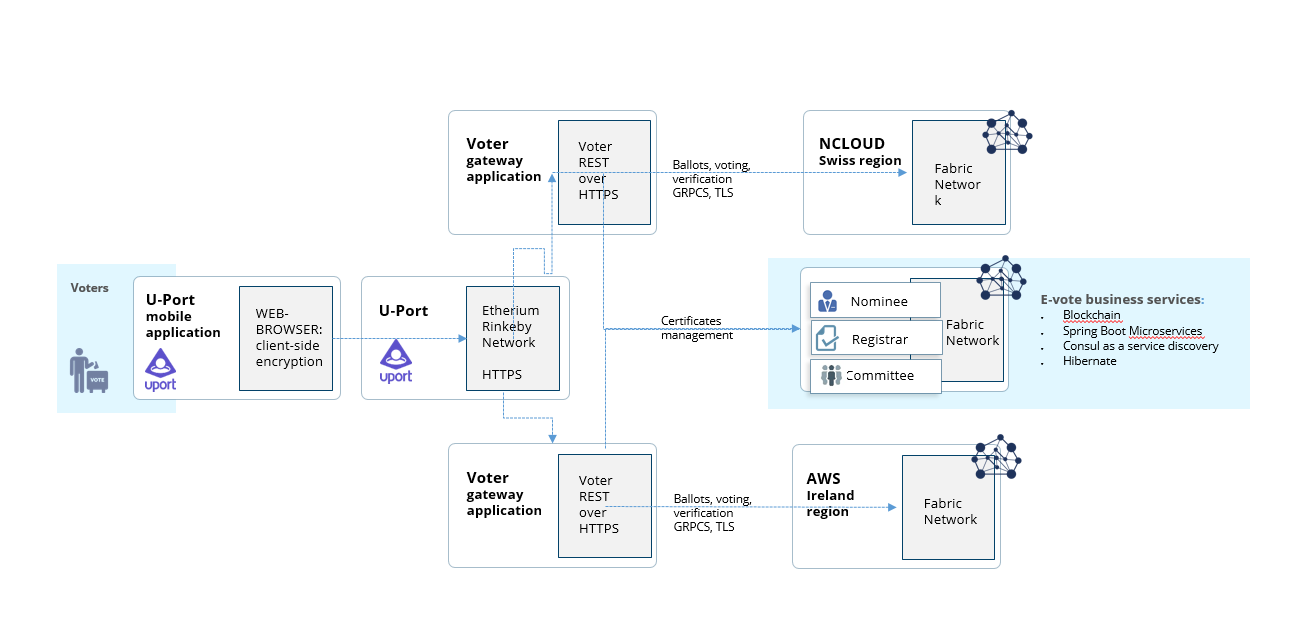 Voter
gateway
application
Voter
REST
over
HTTPS
Ballots, voting,
verification
GRPCS, TLS
NCLOUD
Swiss region
Fabric
Networ
k
Voters
VOTE
U-Port
mobile
application
uport
WEB-
BROWSER:
client-side
encryption
U-Port
uport
Etherium
Rinkeby
Network
HTTPS
Certificates
management
Nominee
Registrar
Committee
Fabric
Network
E-vote business services:
. Blockchain
. Spring Boot Microservices
. Consul as a service discovery
. Hibernate
Voter
gateway
application
Voter
REST
over
HTTPS
Ballots, voting,
verification
GRPCS, TLS
AWS
Ireland
region
Fabric
Network